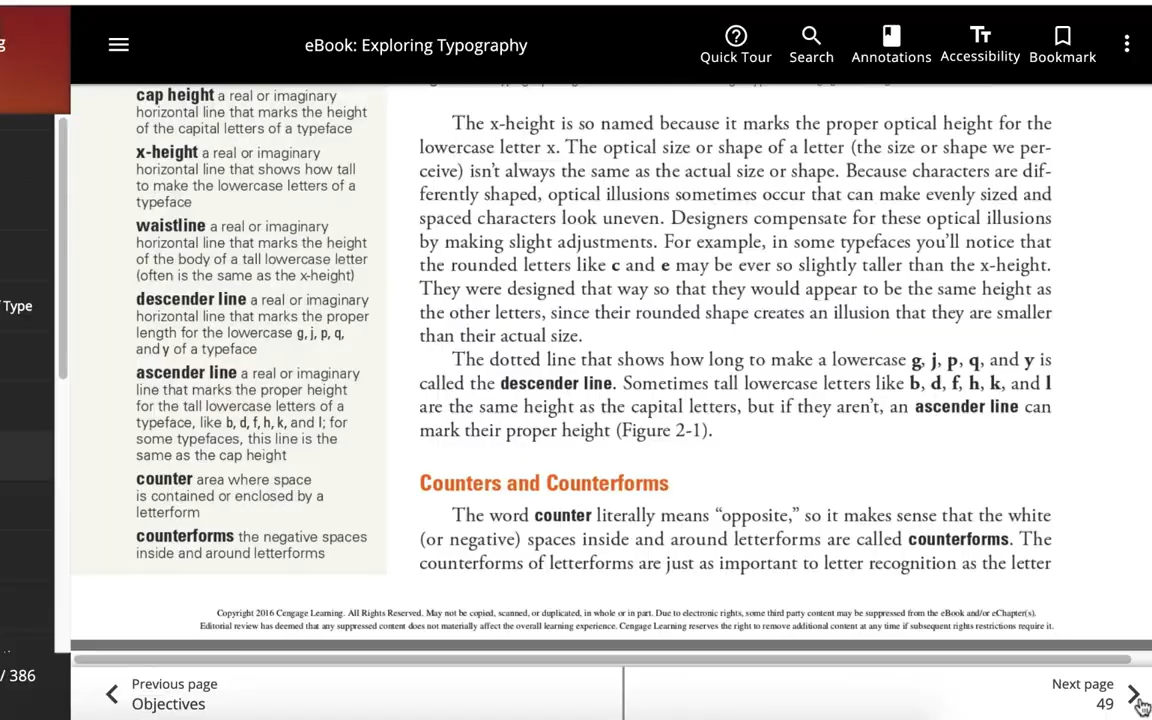 g
eBook: Exploring Typography
Quick Tour
Search
Annotations
Accessibility
Bookmark
Type
/ 386
cap height a real or imaginary
horizontal line that marks the height
of the capital letters of a typeface
x-height a real or imaginary
horizontal line that shows how tall
to make the lowercase letters of a
typeface
waistline a real or imaginary
horizontal line that marks the height
of the body of a tall lowercase letter
(often is the same as the x-height)
descender line a real or imaginary
horizontal line that marks the proper
length for the lowercase g, j, p, q,
and y of a typeface
ascender line a real or imaginary
line that marks the proper height
for the tall lowercase letters of a
typeface, like b, d, f, h, k, and l; for
some typefaces, this line is the
same as the cap height
counter area where space
is contained or enclosed by a
letterform
counterforms the negative spaces
inside and around letterforms
The x-height is so named because it marks the proper optical height for the
lowercase letter x. The optical size or shape of a letter (the size or shape we per-
ceive) isn't always the same as the actual size or shape. Because characters are dif-
ferently shaped, optical illusions sometimes occur that can make evenly sized and
spaced characters look uneven. Designers compensate for these optical illusions
by making slight adjustments. For example, in some typefaces you'll notice that
the rounded letters like c and e may be ever so slightly taller than the x-height.
They were designed that way so that they would appear to be the same height as
the other letters, since their rounded shape creates an illusion that they are smaller
than their actual size.
The dotted line that shows how long to make a lowercase g, j, p, q, and y is
called the descender line. Sometimes tall lowercase letters like b, d, f, h, k, and l
are the same height as the capital letters, but if they aren't, an ascender line can
mark their proper height (Figure 2-1).
Counters and Counterforms
The word counter literally means "opposite," so it makes sense that the white
(or negative) spaces inside and around letterforms are called counterforms. The
counterforms of letterforms are just as important to letter recognition as the letter
Copyright 2016 Cengage Learning. All Rights Reserved. May not be copied, scanned, or duplicated, in whole or in part. Due to electronic rights, some third party content may be suppressed from the eBook and/or eChapter(s).
Editorial review has deemed that any suppressed content does not materially affect the overall learning experience. Cengage Learning reserves the right to remove additional content at any time if subsequent rights restrictions require it.
Previous page
Objectives
Next page
49